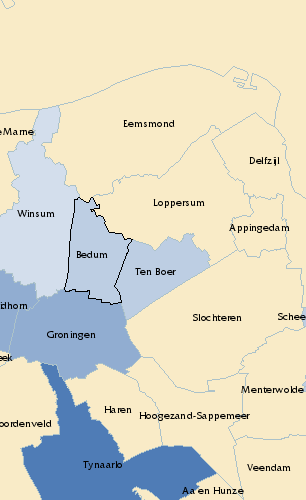 Eemsmond
eMarne
Delfzijl
Loppersum
Winsum
Appingedam
Bedum
Ten Boer
idhorn
Slochteren
Schee
Groningen
eek
Menterwolde
Haren
Hoogezand-Sappemeer
oordenveld
Tynaarlo
Veendam
Aa en Hunze